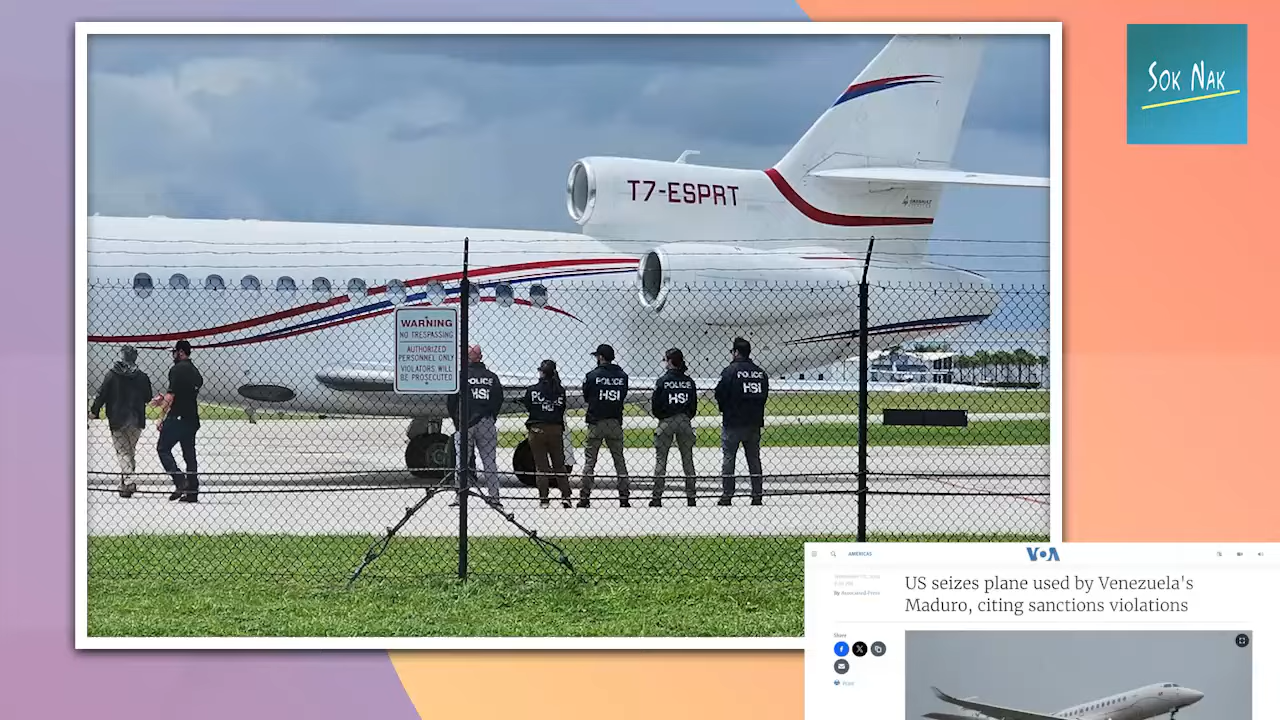 SOK NAK
T7-ESPRT
WARNING
NO TRESPASSING
AUTHORIZED
PERSONNEL ONLY
VIOLATORS WILL
BE PROSECUTED
POLICE
HSI
POLICE
HSI
POLICE
HSI
POLICE
HSI
POLICE
HSI
AMERICAS
VOA
By Associated Press
US seizes plane used by Venezuela's
Maduro, citing sanctions violations
Share
Print